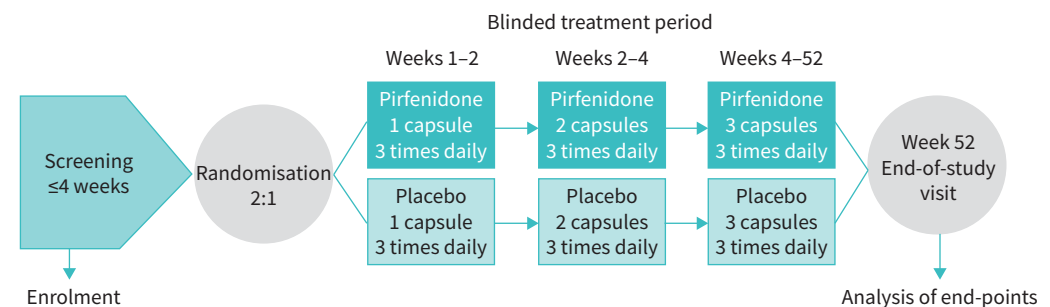 Blinded treatment period
Weeks 1–2
Weeks 2–4
Weeks 4–52
Screening
≤4 weeks
Randomisation
2:1
Pirfenidone
1 capsule
3 times daily
Pirfenidone
2 capsules
3 times daily
Pirfenidone
3 capsules
3 times daily
Placebo
1 capsule
3 times daily
Placebo
2 capsules
3 times daily
Placebo
3 capsules
3 times daily
Week 52
End-of-study
visit
Enrolment
Analysis of end-points